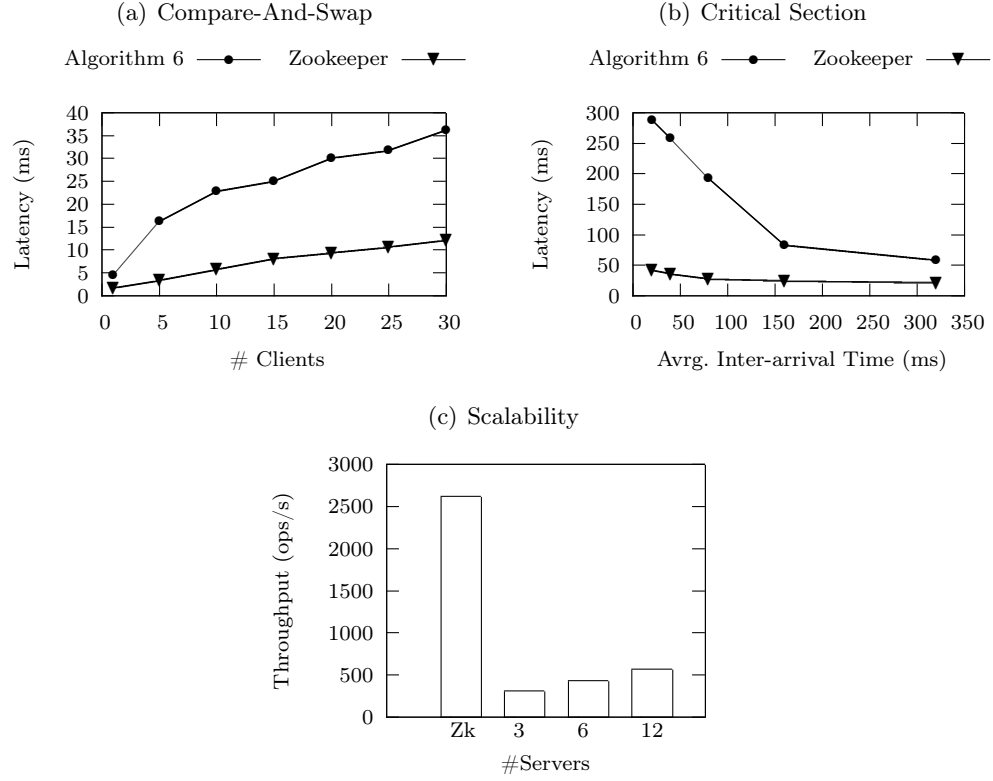 (a) Compare-And-Swap
Algorithm 6
Zookeeper
Latency (ms)
40
35
30
25
20
15
10
5
0
0 5 10 15 20 25 30
# Clients
(b) Critical Section
Algorithm 6
Zookeeper
Latency (ms)
300
250
200
150
100
50
0
0 50 100 150 200 250 300 350
Avrg. Inter-arrival Time (ms)
(c) Scalability
Throughput (ops/s)
3000
2500
2000
1500
1000
500
0
Zk 3 6 12
#Servers